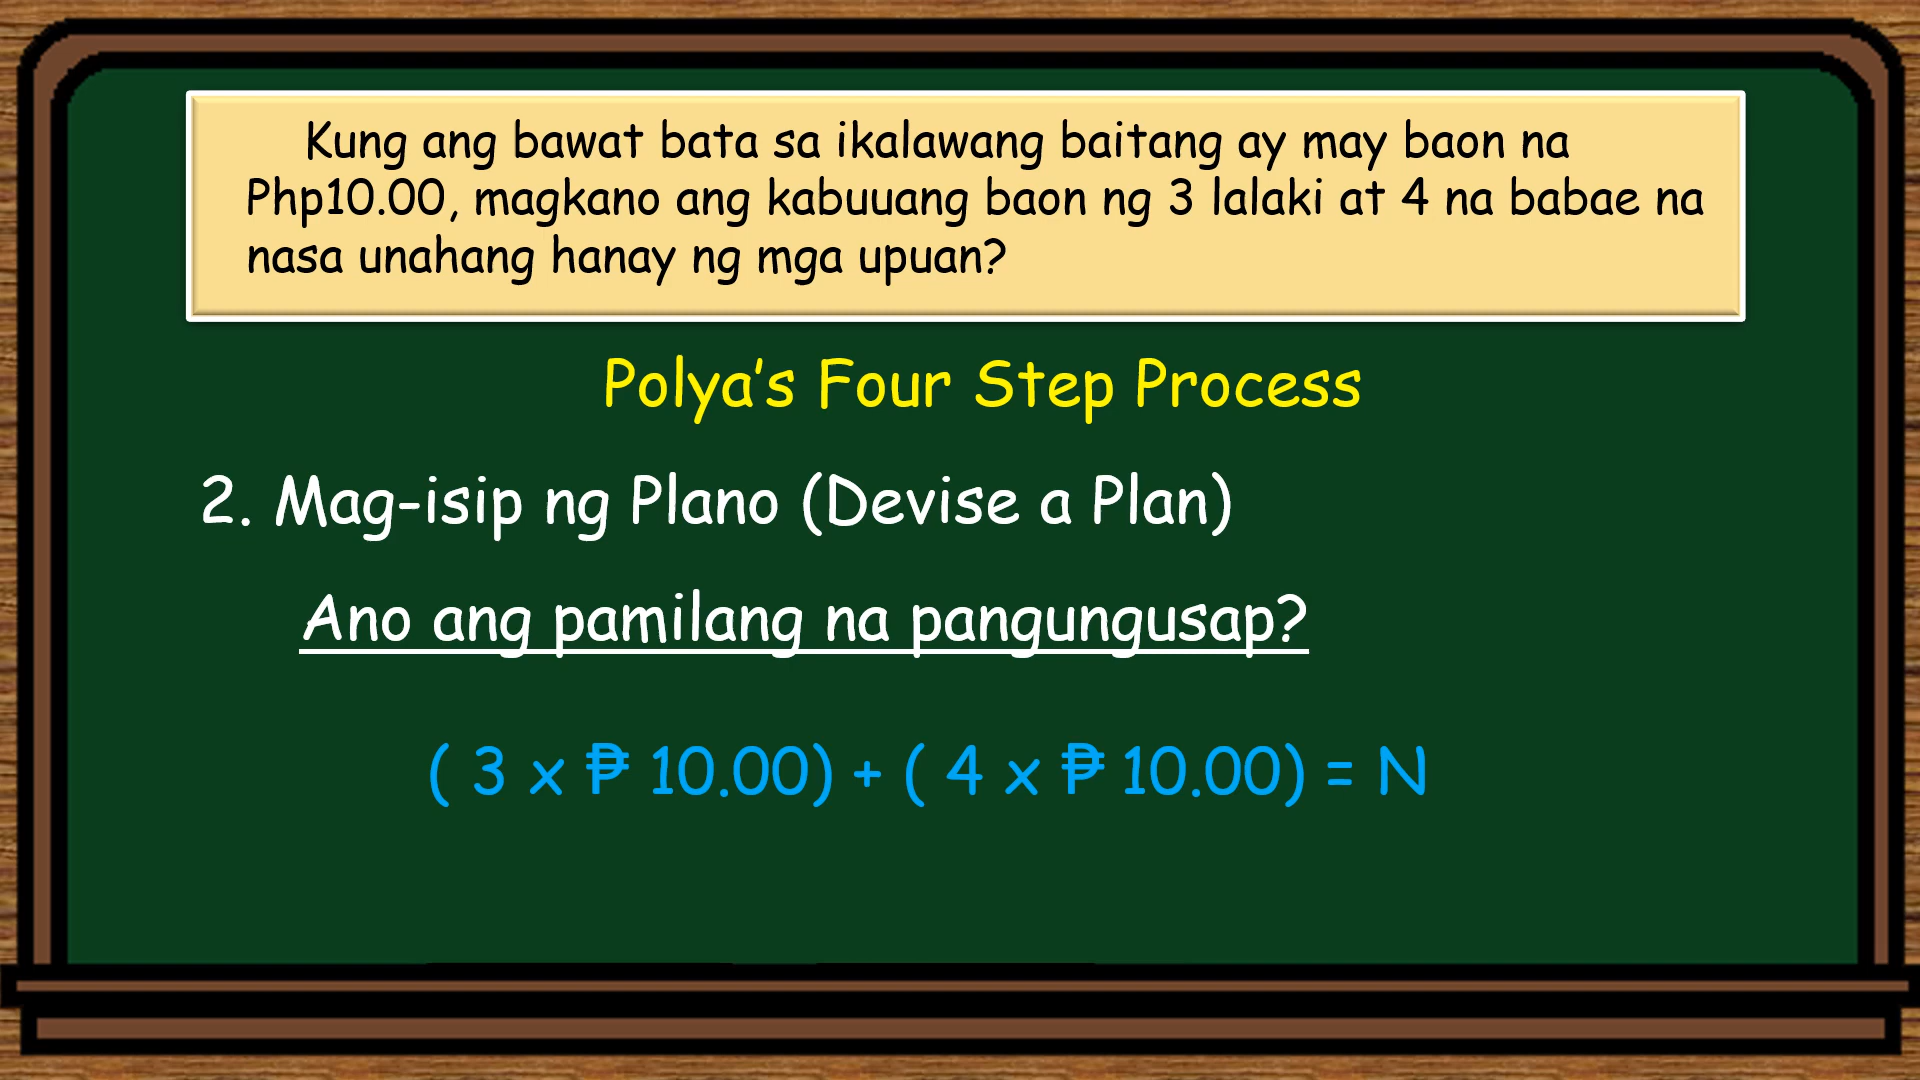 Kung ang bawat bata sa ikalawang baitang ay may baon na
Php10.00, magkano ang kabuuang baon ng 3 lalaki at 4 na babae na
nasa unahang hanay ng mga upuan?
Polya’s Four Step Process
2. Mag-isip ng Plano (Devise a Plan)
Ano ang pamilang na pangungusap?
( 3 x ₱ 10.00) + ( 4 x ₱ 10.00) = N